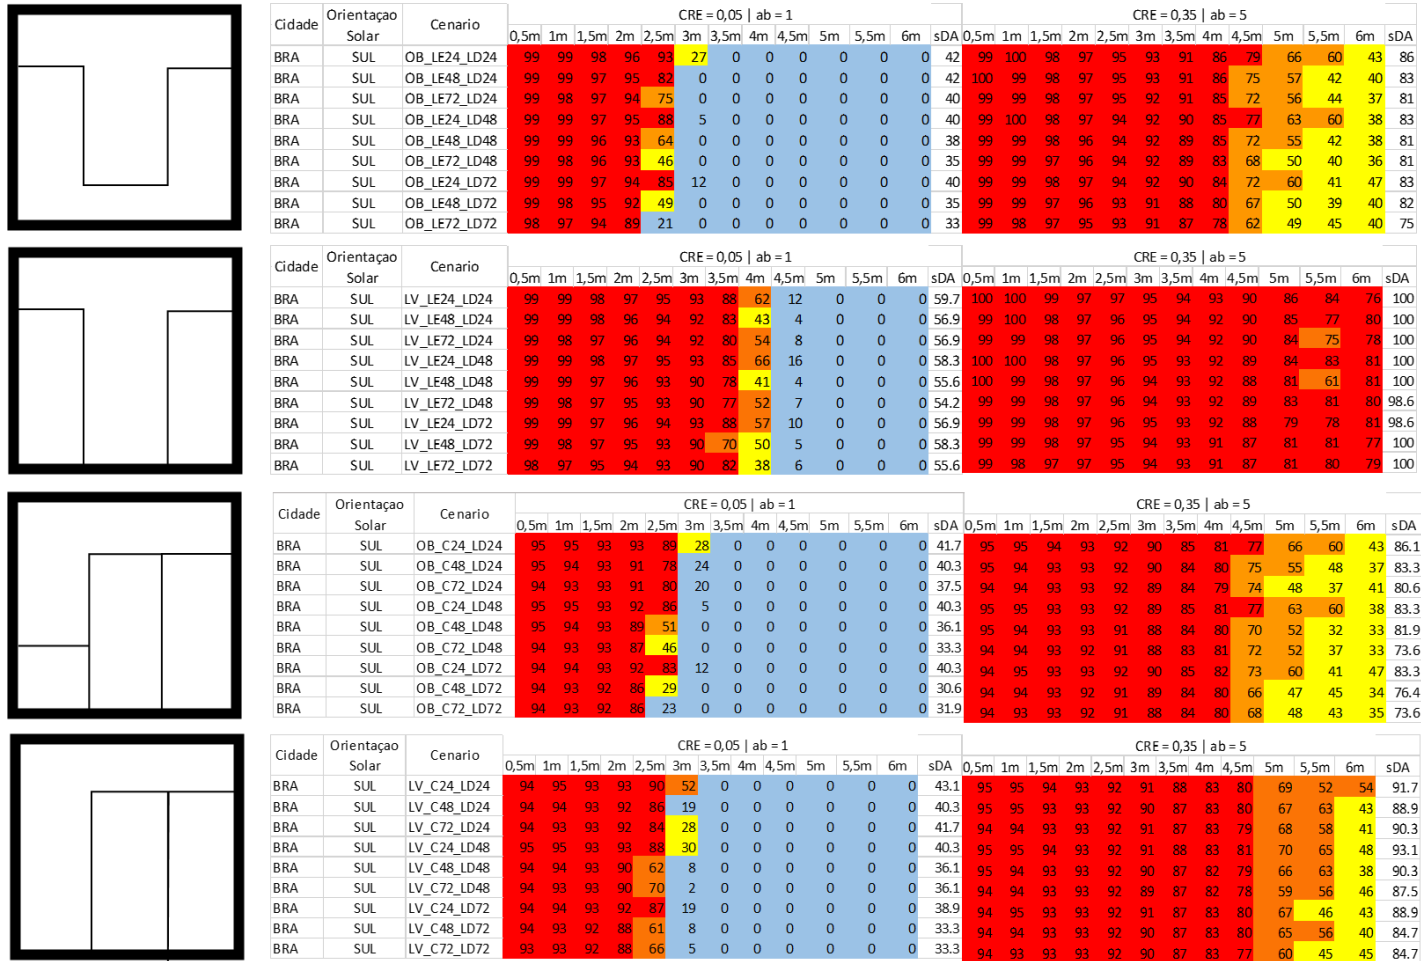 Cidade Orientaçao Solar Cenario CRE = 0,05 | ab = 1 CRE = 0,35 | ab = 5
0,5m 1m 1,5m 2m 2,5m 3m 3,5m 4m 4,5m 5m 5,5m 6m sDA 0,5m 1m 1,5m 2m 2,5m 3m 3,5m 4m 4,5m 5m 5,5m 6m sDA
BRA SUL OB_LE24_LD24 99 99 98 96 93 27 0 0 0 0 0 0 42 99 100 98 97 95 93 91 86 79 66 60 43 86
BRA SUL OB_LE48_LD24 99 99 97 95 82 0 0 0 0 0 0 0 42 100 99 98 97 95 93 91 86 75 57 42 40 83
BRA SUL OB_LE72_LD24 99 98 97 94 75 0 0 0 0 0 0 0 40 99 99 98 97 95 92 91 85 72 56 44 37 81
BRA SUL OB_LE24_LD48 99 99 97 95 88 5 0 0 0 0 0 0 40 99 100 98 97 94 92 90 85 77 63 60 38 83
BRA SUL OB_LE48_LD48 99 99 96 93 64 0 0 0 0 0 0 0 38 99 99 98 96 94 92 89 85 72 55 42 38 81
BRA SUL OB_LE72_LD48 99 98 96 93 46 0 0 0 0 0 0 0 35 99 99 97 96 94 92 89 83 68 50 40 36 81
BRA SUL OB_LE24_LD72 99 99 97 94 85 12 0 0 0 0 0 0 40 99 99 98 97 94 92 90 84 72 60 41 47 83
BRA SUL OB_LE48_LD72 99 98 95 92 49 0 0 0 0 0 0 0 35 99 99 97 96 93 91 88 80 67 50 39 40 82
BRA SUL OB_LE72_LD72 98 97 94 89 21 0 0 0 0 0 0 0 33 99 98 97 95 93 91 87 78 62 49 45 40 75
Cidade Orientaçao Solar Cenario CRE = 0,05 | ab = 1 CRE = 0,35 | ab = 5
0,5m 1m 1,5m 2m 2,5m 3m 3,5m 4m 4,5m 5m 5,5m 6m sDA 0,5m 1m 1,5m 2m 2,5m 3m 3,5m 4m 4,5m 5m 5,5m 6m sDA
BRA SUL LV_LE24_LD24 99 99 98 97 95 93 88 62 12 0 0 0 59.7 100 100 99 97 97 95 94 93 90 86 84 76 100
BRA SUL LV_LE48_LD24 99 99 98 96 94 92 83 43 4 0 0 0 56.9 99 100 98 97 96 95 94 92 90 85 77 80 100
BRA SUL LV_LE72_LD24 99 99 97 96 94 92 80 54 8 0 0 0 56.9 99 99 98 97 96 95 94 92 90 84 75 78 100
BRA SUL LV_LE24_LD48 99 99 98 97 95 93 85 66 16 0 0 0 58.3 100 100 98 97 96 95 93 92 89 84 83 81 100
BRA SUL LV_LE48_LD48 99 99 97 96 93 90 78 41 4 0 0 0 55.6 100 99 98 97 96 94 93 92 88 81 61 81 100
BRA SUL LV_LE72_LD48 99 98 97 95 93 90 77 52 7 0 0 0 54.2 99 99 98 97 96 94 93 92 89 83 81 80 98.6
BRA SUL LV_LE24_LD72 99 99 97 96 94 93 88 57 10 0 0 0 56.9 99 99 98 97 96 95 93 92 88 79 78 81 98.6
BRA SUL LV_LE48_LD72 99 98 97 95 93 90 70 50 5 0 0 0 58.3 99 99 98 97 95 94 93 91 87 81 81 77 100
BRA SUL LV_LE72_LD72 98 97 95 94 93 90 82 38 6 0 0 0 55.6 99 98 97 97 95 94 93 91 87 81 80 79 100
Cidade Orientaçao Solar Cenario CRE = 0,05 | ab = 1 CRE = 0,35 | ab = 5
0,5m 1m 1,5m 2m 2,5m 3m 3,5m 4m 4,5m 5m 5,5m 6m sDA 0,5m 1m 1,5m 2m 2,5m 3m 3,5m 4m 4,5m 5m 5,5m 6m sDA
BRA SUL OB_C24_LD24 95 95 93 93 89 28 0 0 0 0 0 0 41.7 95 95 94 93 92 90 85 81 77 66 60 43 86.1
BRA SUL OB_C48_LD24 95 94 93 91 78 24 0 0 0 0 0 0 40.3 95 94 93 93 92 90 84 80 75 55 48 37 83.3
BRA SUL OB_C72_LD24 94 93 93 91 80 20 0 0 0 0 0 0 37.5 94 94 93 93 92 89 84 79 74 48 37 41 80.6
BRA SUL OB_C24_LD48 95 95 93 92 86 5 0 0 0 0 0 0 40.3 95 95 93 93 92 89 85 81 77 63 60 38 83.3
BRA SUL OB_C48_LD48 95 94 93 89 51 0 0 0 0 0 0 0 36.1 95 94 93 93 91 88 84 80 70 52 32 33 81.9
BRA SUL OB_C72_LD48 94 93 93 87 46 0 0 0 0 0 0 0 33.3 94 94 93 92 91 88 83 81 72 52 37 33 73.6
BRA SUL OB_C24_LD72 94 94 93 92 83 12 0 0 0 0 0 0 40.3 94 95 93 93 92 90 85 82 73 60 41 47 83.3
BRA SUL OB_C48_LD72 94 93 92 86 29 0 0 0 0 0 0 0 30.6 94 94 93 92 91 89 84 80 66 47 45 34 76.4
BRA SUL OB_C72_LD72 94 93 92 86 23 0 0 0 0 0 0 0 31.9 94 93 93 92 91 88 84 80 68 48 43 35 73.6
Cidade Orientaçao Solar Cenario CRE = 0,05 | ab = 1 CRE = 0,35 | ab = 5
0,5m 1m 1,5m 2m 2,5m 3m 3,5m 4m 4,5m 5m 5,5m 6m sDA 0,5m 1m 1,5m 2m 2,5m 3m 3,5m 4m 4,5m 5m 5,5m 6m sDA
BRA SUL LV_C24_LD24 94 95 93 93 90 52 0 0 0 0 0 0 43.1 95 95 94 93 92 91 88 83 80 69 52 54 91.7
BRA SUL LV_C48_LD24 94 94 93 92 86 19 0 0 0 0 0 0 40.3 95 95 93 93 92 90 87 83 80 67 63 43 88.9
BRA SUL LV_C72_LD24 94 93 93 92 84 28 0 0 0 0 0 0 41.7 94 94 93 93 92 91 87 83 79 68 58 41 90.3
BRA SUL LV_C24_LD48 95 95 93 93 88 30 0 0 0 0 0 0 40.3 95 95 94 93 92 91 88 83 81 70 65 48 93.1
BRA SUL LV_C48_LD48 94 94 93 90 62 8 0 0 0 0 0 0 36.1 95 94 93 93 92 90 87 82 79 66 63 38 90.3
BRA SUL LV_C72_LD48 94 93 93 90 70 2 0 0 0 0 0 0 36.1 94 94 93 93 92 89 87 82 78 59 56 46 87.5
BRA SUL LV_C24_LD72 94 94 93 92 87 19 0 0 0 0 0 0 38.9 94 95 93 93 92 91 87 83 80 67 46 43 88.9
BRA SUL LV_C48_LD72 94 93 92 88 61 8 0 0 0 0 0 0 33.3 94 94 93 92 92 90 87 83 80 65 56 40 84.7
BRA SUL LV_C72_LD72 93 93 92 88 66 5 0 0 0 0 0 0 33.3 94 93 93 93 92 91 84 83 77 60 45 45 84.7